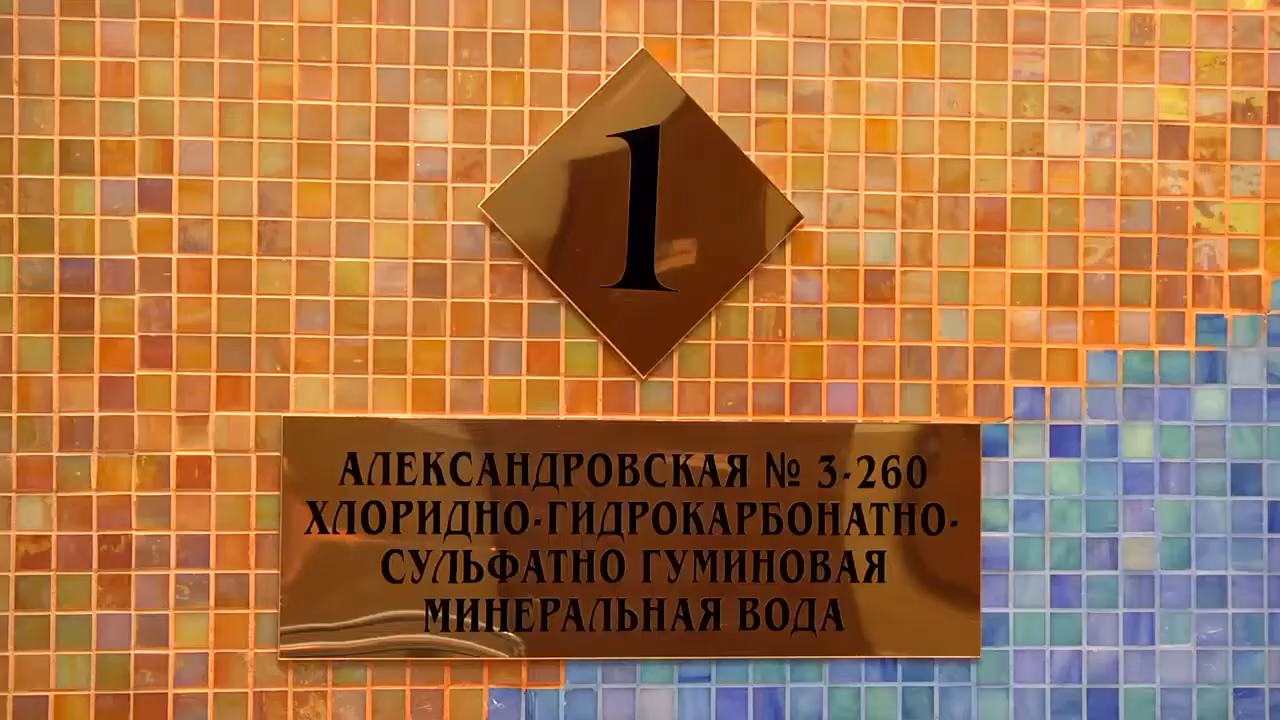 1
АЛЕКСАНДРОВСКАЯ № 3-260
ХЛОРИДНО-ГИДРОКАРБОНАТНО-
СУЛЬФАТНО ГУМИНОВАЯ
МИНЕРАЛЬНАЯ ВОДА